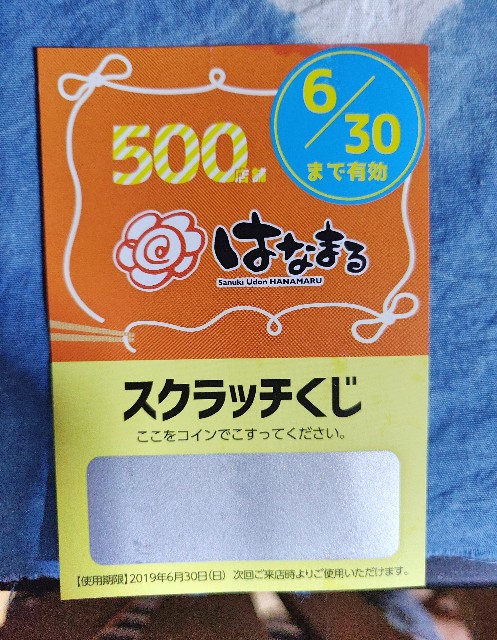 6/30
まで有効
500
店舗
はなまる
Sanuki Udon HANAMARU
スクラッチくじ
ここをコインでこすってください。
【使用期限】2019年6月30日(日) 次回ご来店時よりご使用いただけます。